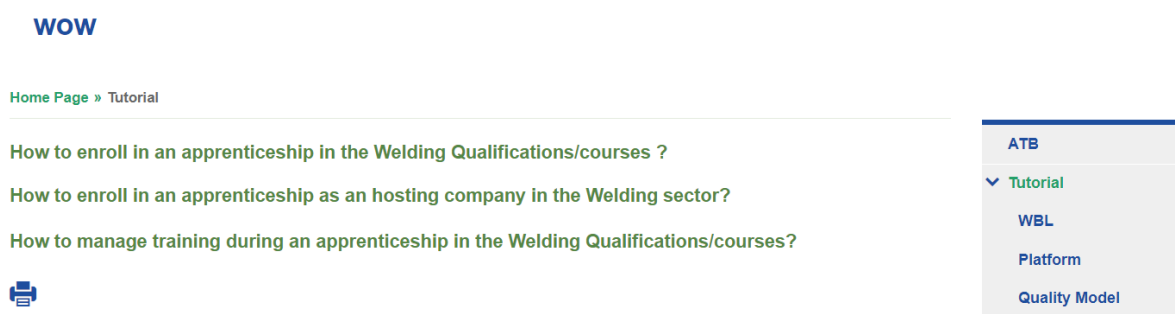 WOW
Home Page » Tutorial
How to enroll in an apprenticeship in the Welding Qualifications/courses ?
How to enroll in an apprenticeship as an hosting company in the Welding sector?
How to manage training during an apprenticeship in the Welding Qualifications/courses?
ATB
Tutorial
WBL
Platform
Quality Model